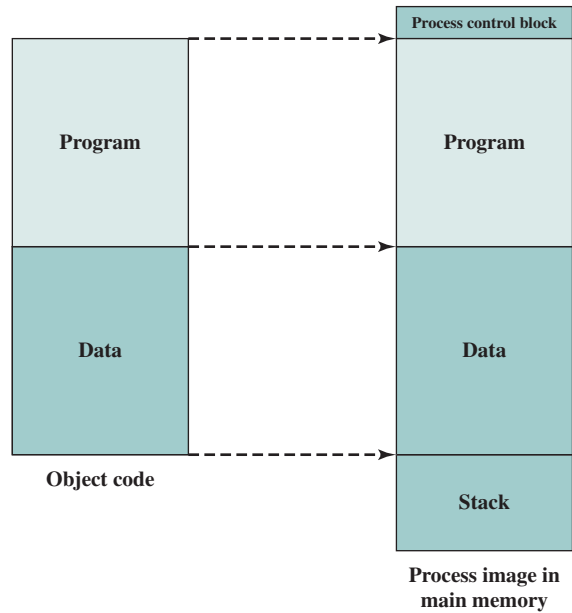 Process control block
Program
Program
Data
Data
Object code
Stack
Process image in
main memory